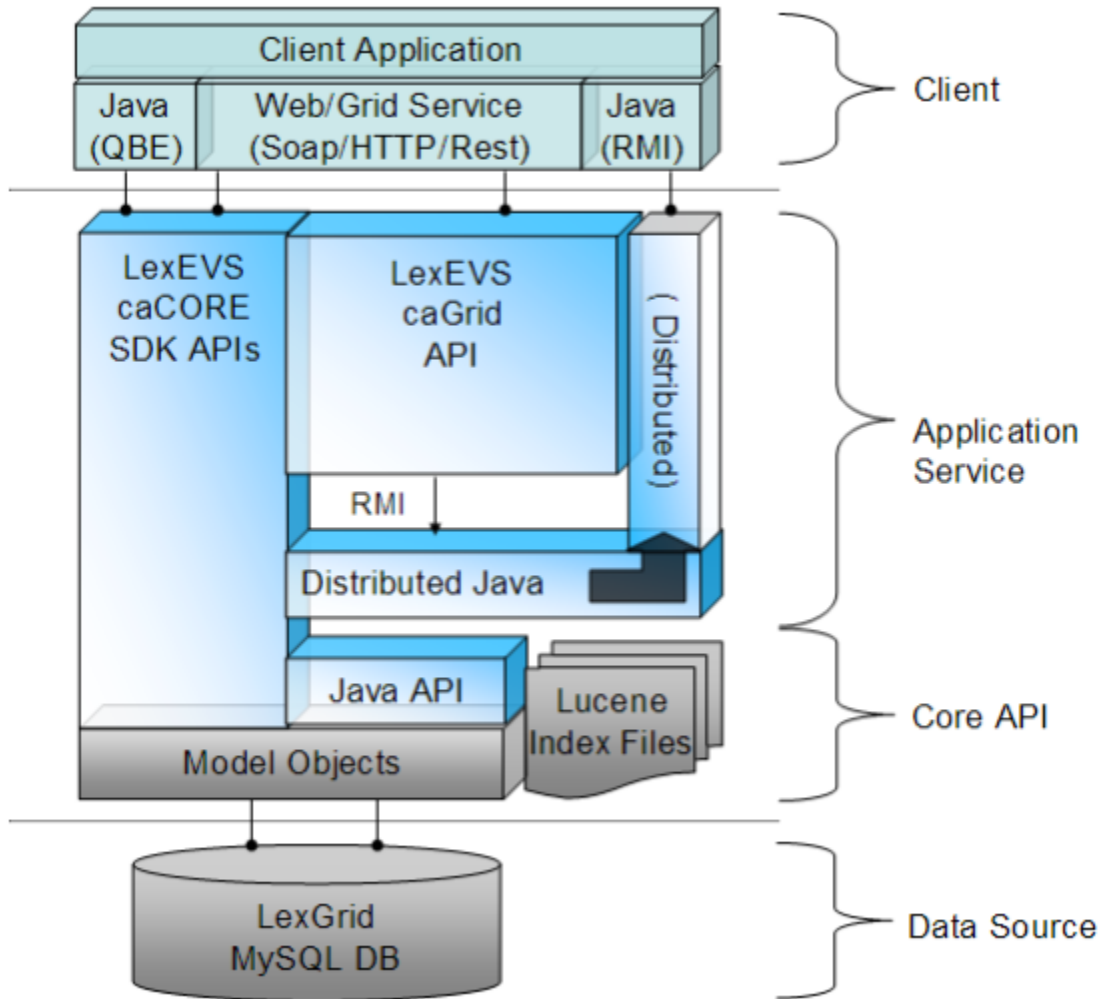 Client Application
Java
(QBE)
Web/Grid Service
(Soap/HTTP/Rest)
Java
(RMI)
Client
LexEVS
caCORE
SDK APIs
LexEVS
caGrid
API
( Distributed)
Application
Service
RMI
Distributed Java
Java API
Lucene
Index Files
Core API
Model Objects
LexGrid
MySQL DB
Data Source